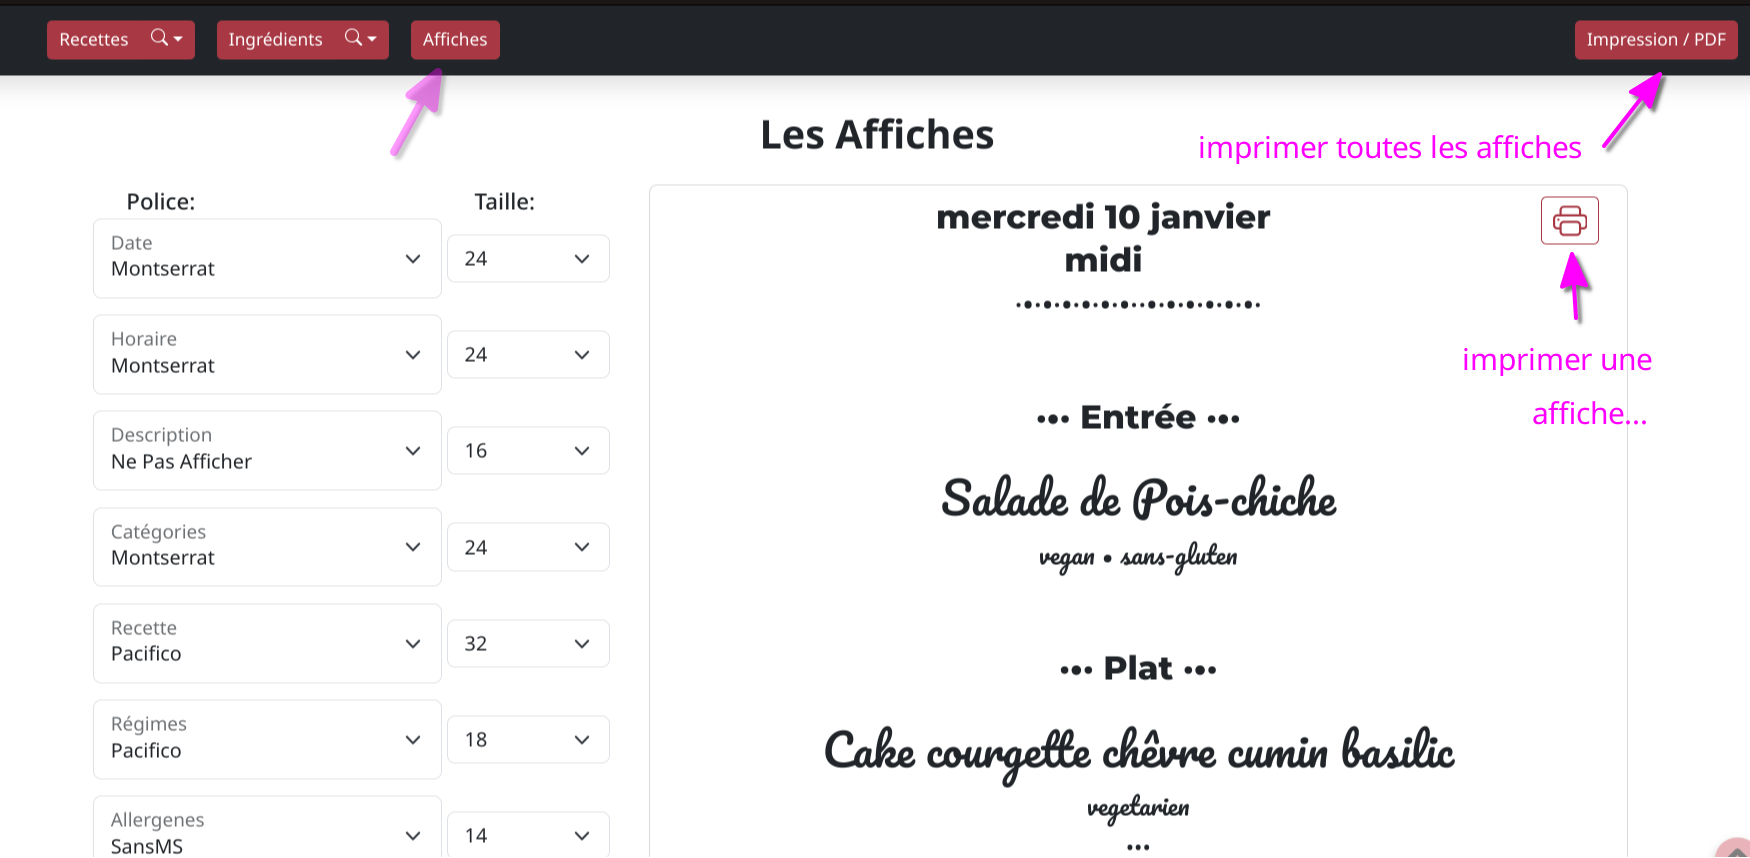 Recettes Ingrédients Affiches Impression / PDF
Les Affiches
imprimer toutes les affiches
Police: Taille:
Date
Montserrat 24
Horaire
Montserrat 24
Description
Ne Pas Afficher 16
Catégories
Montserrat 24
Recette
Pacifico 32
Régimes
Pacifico 18
Allergenes
SansMS 14
mercredi 10 janvier
midi
imprimer une
affiche...
••• Entrée •••
Salade de Pois-chiche
vegan • sans-gluten
••• Plat •••
Cake courgette chêvre cumin basilic
vegetarien
•••